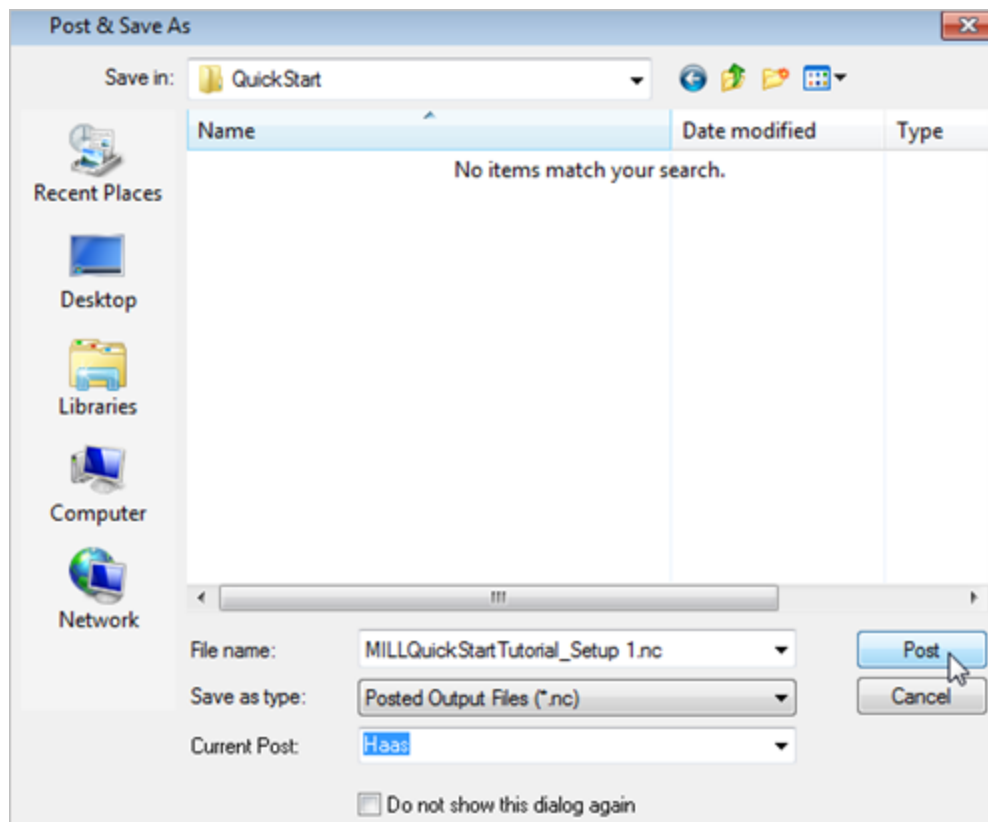 Post & Save As
Save in: QuickStart
Name Date modified Type
No items match your search.
Recent Places
Desktop
Libraries
Computer
Network
File name: MILLQuickStartTutorial_Setup 1.nc Post
Save as type: Posted Output Files (*.nc) Cancel
Current Post: Haas
Do not show this dialog again